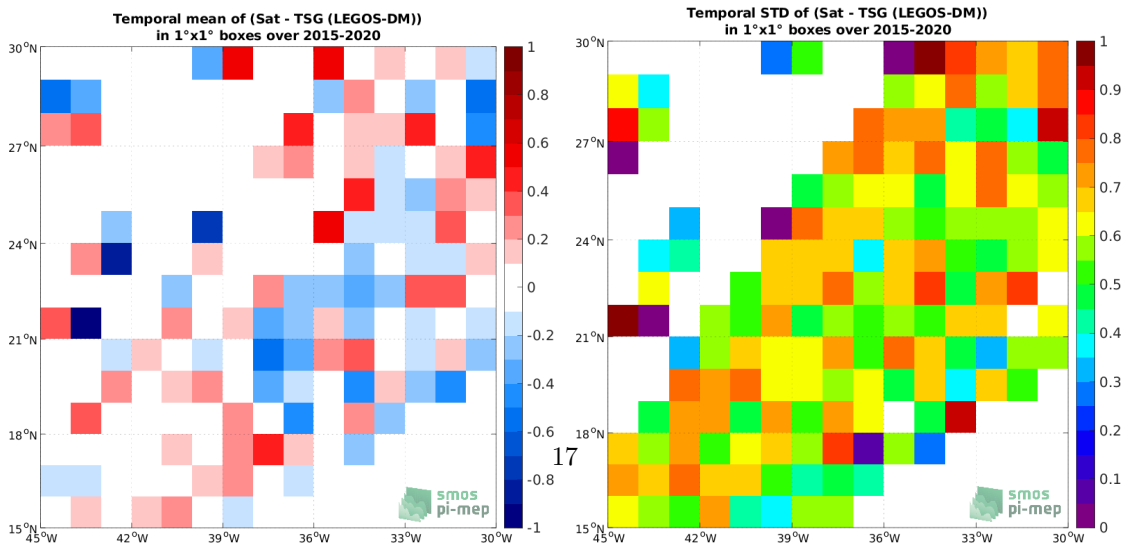 Temporal mean of (Sat - TSG (LEGOS-DM))
in 1°x1° boxes over 2015-2020
30°N
27°N
24°N
21°N
18°N
15°N
45°W
42°W
39°W
36°W
33°W
30°W
1
0.8
0.6
0.4
0.2
0
-0.2
-0.4
-0.6
-0.8
-1
smos
pi-mep
17
Temporal STD of (Sat - TSG (LEGOS-DM))
in 1°x1° boxes over 2015-2020
30°N
27°N
24°N
21°N
18°N
15°N
45°W
42°W
39°W
36°W
33°W
30°W
1
0.9
0.8
0.7
0.6
0.5
0.4
0.3
0.2
0.1
0
smos
pi-mep